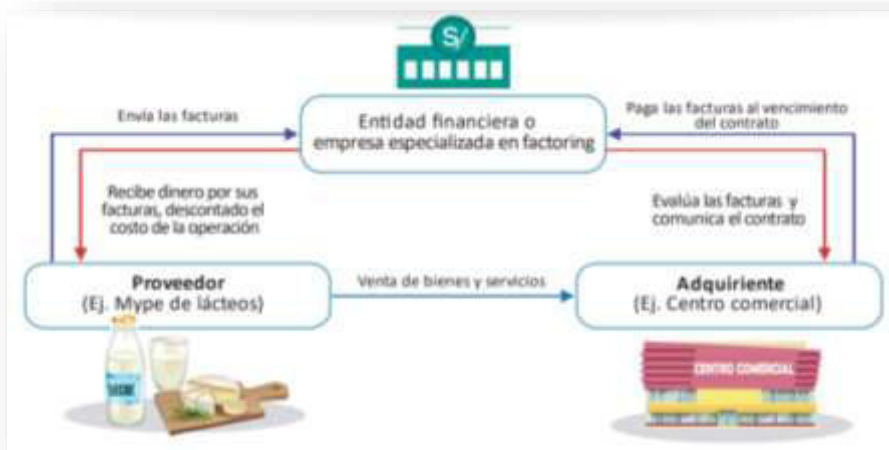 S/
Entidad financiera o
empresa especializada en factoring
Envía las facturas
Paga las facturas al vencimiento
del contrato
Recibe dinero por sus
facturas, descontado el
costo de la operación
Evalúa las facturas y
comunica el contrato
Proveedor
(Ej. Mype de lácteos)
Venta de bienes y servicios
Adquiriente
(Ej. Centro comercial)
LECHE
CENTRO COMERCIAL